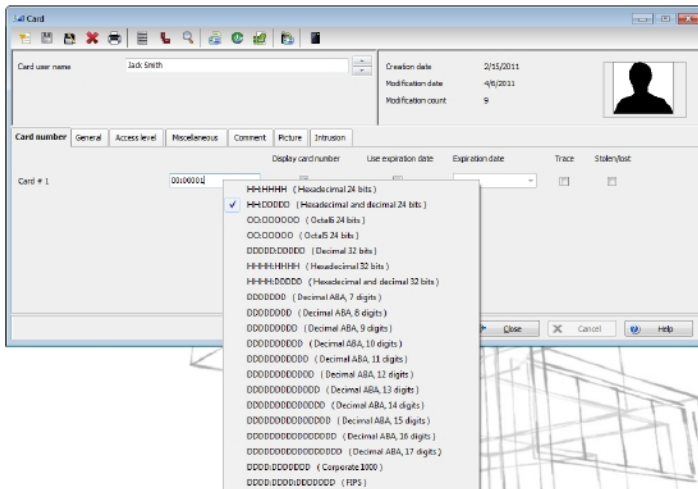 Card
Card user name
Jack Smith
Creation date 2/15/2011
Modification date 4/6/2011
Modification count 9
Card number General Access level Miscellaneous Comment Picture Intrusion
Display card number Use expiration date Expiration date Trace Stolen/lost
Card # 1 00:00001
HH:HHHH (Hexadecimal 24 bits)
HH:DDDDD (Hexadecimal and decimal 24 bits)
OO:OOOOOO (Octal6 24 bits)
OO:OOOOO (Octal5 24 bits)
DDDDD:DDDDD (Decimal 32 bits)
HHHH:HHHH (Hexadecimal 32 bits)
HHHH:DDDDD (Hexadecimal and decimal 32 bits)
DDDDDDD (Decimal ABA, 7 digits)
DDDDDDDD (Decimal ABA, 8 digits)
DDDDDDDDD (Decimal ABA, 9 digits)
DDDDDDDDDD (Decimal ABA, 10 digits)
DDDDDDDDDDD (Decimal ABA, 11 digits)
DDDDDDDDDDDD (Decimal ABA, 12 digits)
DDDDDDDDDDDDD (Decimal ABA, 13 digits)
DDDDDDDDDDDDDD (Decimal ABA, 14 digits)
DDDDDDDDDDDDDDD (Decimal ABA, 15 digits)
DDDDDDDDDDDDDDDD (Decimal ABA, 16 digits)
DDDDDDDDDDDDDDDDD (Decimal ABA, 17 digits)
DDDD:DDDDDDD (Corporate 1000)
DDDD:DDDD:DDDDDDD (FIPS)
Close Cancel Help